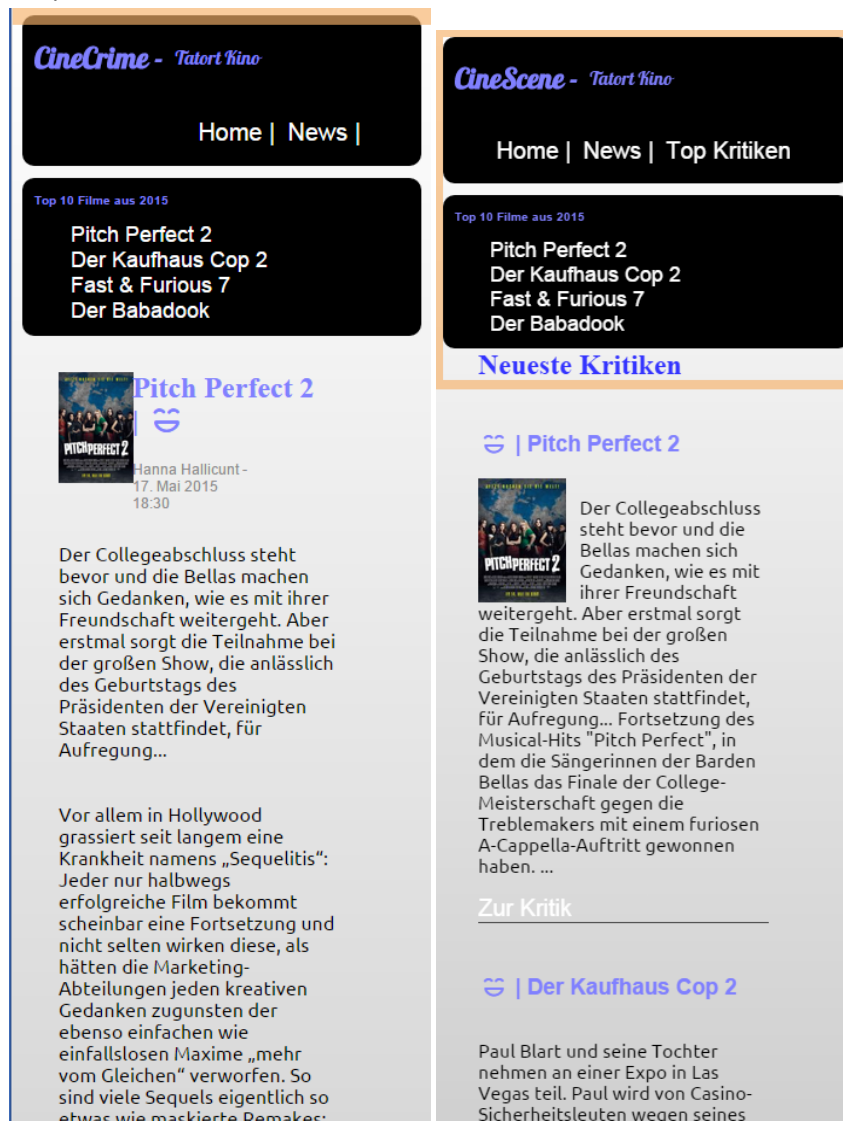 CineCrime - Tatort Kino
Home | News |
Top 10 Filme aus 2015
Pitch Perfect 2
Der Kaufhaus Cop 2
Fast & Furious 7
Der Babadook
PITCHPERFECT 2
Pitch Perfect 2
|
Hanna Hallicunt -
17. Mai 2015
18:30
Der Collegeabschluss steht
bevor und die Bellas machen
sich Gedanken, wie es mit ihrer
Freundschaft weitergeht. Aber
erstmal sorgt die Teilnahme bei
der großen Show, die anlässlich
des Geburtstags des
Präsidenten der Vereinigten
Staaten stattfindet, für
Aufregung...
Vor allem in Hollywood
grassiert seit langem eine
Krankheit namens „Sequelitis“:
Jeder nur halbwegs
erfolgreiche Film bekommt
scheinbar eine Fortsetzung und
nicht selten wirken diese, als
hätten die Marketing-
Abteilungen jeden kreativen
Gedanken zugunsten der
ebenso einfachen wie
einfallslosen Maxime „mehr
vom Gleichen“ verworfen. So
sind viele Sequels eigentlich so
etwas wie maskierte Remakes:
CineScene - Tatort Kino
Home | News | Top Kritiken
Top 10 Filme aus 2015
Pitch Perfect 2
Der Kaufhaus Cop 2
Fast & Furious 7
Der Babadook
Neueste Kritiken
| Pitch Perfect 2
PITCHPERFECT 2
Der Collegeabschluss
steht bevor und die
Bellas machen sich
Gedanken, wie es mit
ihrer Freundschaft
weitergeht. Aber erstmal sorgt
die Teilnahme bei der großen
Show, die anlässlich des
Geburtstags des Präsidenten der
Vereinigten Staaten stattfindet,
für Aufregung... Fortsetzung des
Musical-Hits "Pitch Perfect", in
dem die Sängerinnen der Barden
Bellas das Finale der College-
Meisterschaft gegen die
Treblemakers mit einem furiosen
A-Cappella-Auftritt gewonnen
haben. ...
Zur Kritik
| Der Kaufhaus Cop 2
Paul Blart und seine Tochter
nehmen an einer Expo in Las
Vegas teil. Paul wird von Casino-
Sicherheitsleuten wegen seines